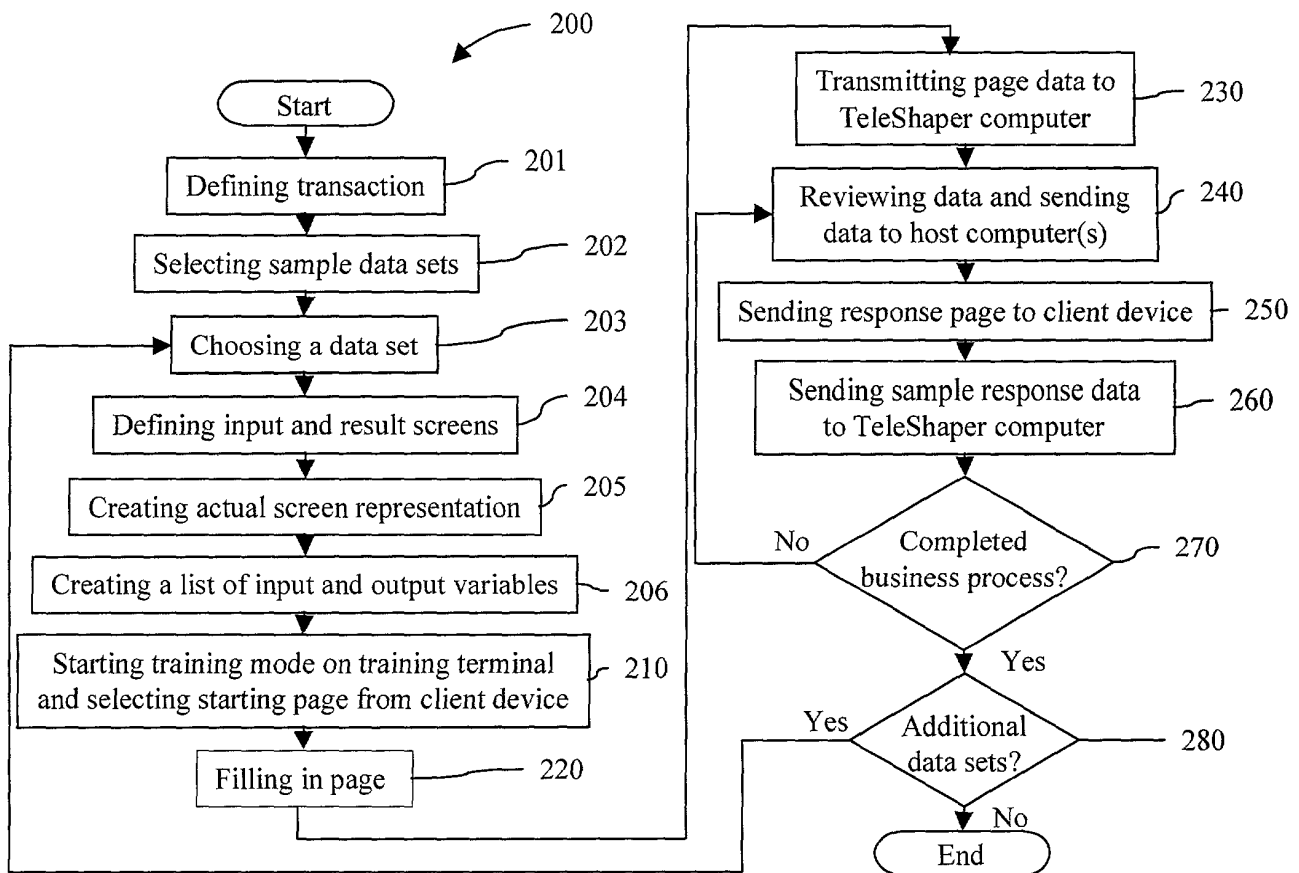 200
Start
Defining transaction
201
Selecting sample data sets
202
Choosing a data set
203
Defining input and result screens
204
Creating actual screen representation
205
Creating a list of input and output variables
206
Starting training mode on training terminal
and selecting starting page from client device
210
Filling in page
220
Transmitting page data to
TeleShaper computer
230
Reviewing data and sending
data to host computer(s)
240
Sending response page to client device
250
Sending sample response data
to TeleShaper computer
260
No
Completed
business process?
270
Yes
Yes
Additional
data sets?
280
No
End